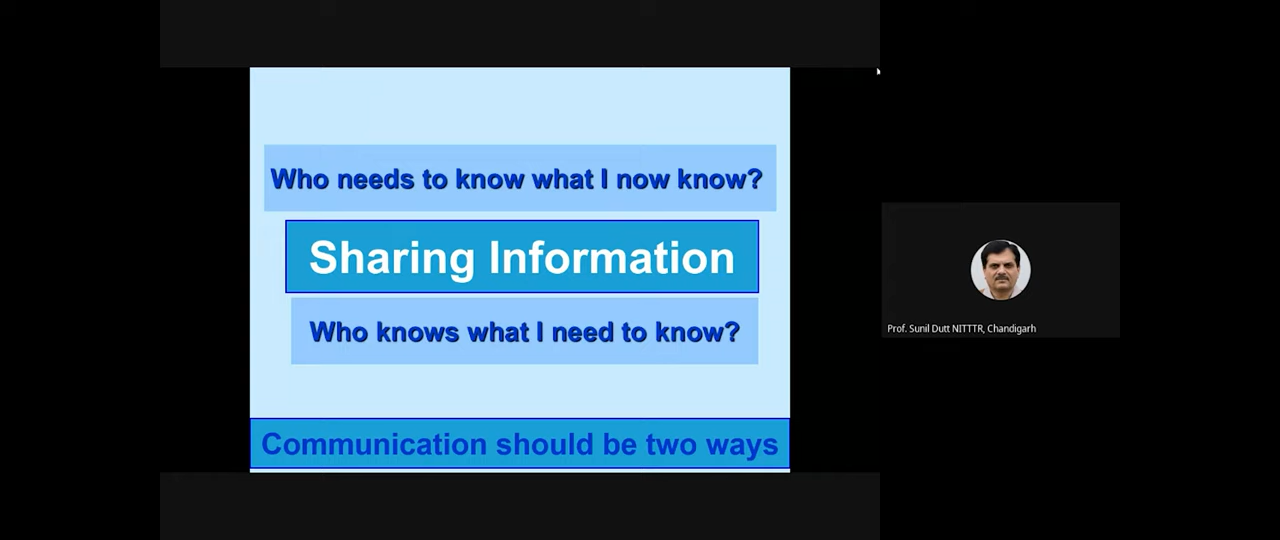 Who needs to know what I now know?
Sharing Information
Who knows what I need to know?
Communication should be two ways
Prof. Sunil Dutt NITTTR, Chandigarh